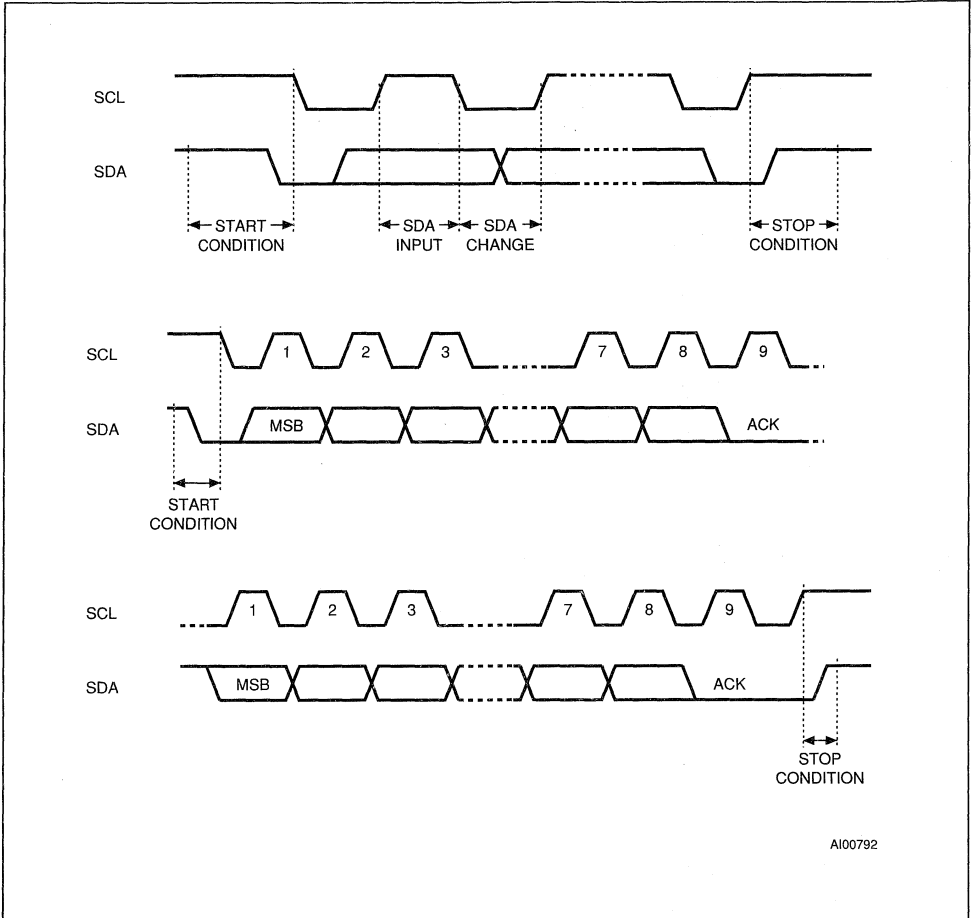 SCL
SDA
START
CONDITION
SDA
INPUT
SDA
CHANGE
STOP
CONDITION
SCL
1 2 3 7 8 9
SDA
MSB ACK
START
CONDITION
SCL
1 2 3 7 8 9
SDA
MSB ACK
STOP
CONDITION
AI00792